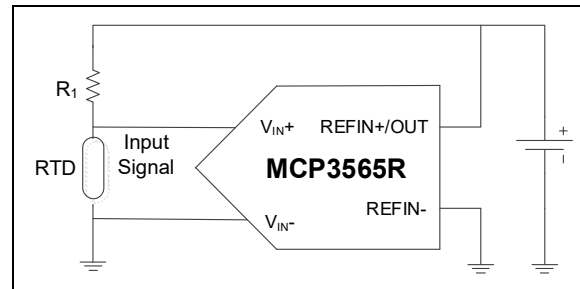 R₁
RTD
Input
Signal
VIN+
VIN-
REFIN+/OUT
MCP3565R
REFIN-
+
-